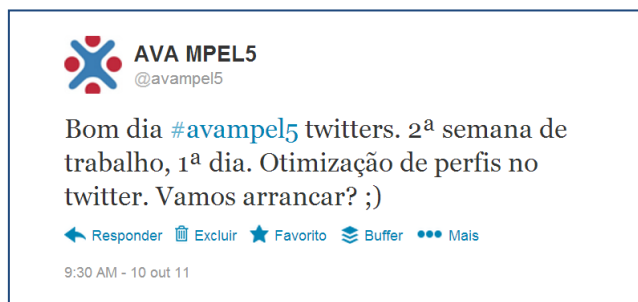 AVA MPEL5
@avampel5
Bom dia #avampel5 twitters. 2ª semana de
trabalho, 1ª dia. Otimização de perfis no
twitter. Vamos arrancar? ;)
Responder Excluir Favorito Buffer Mais
9:30 AM - 10 out 11